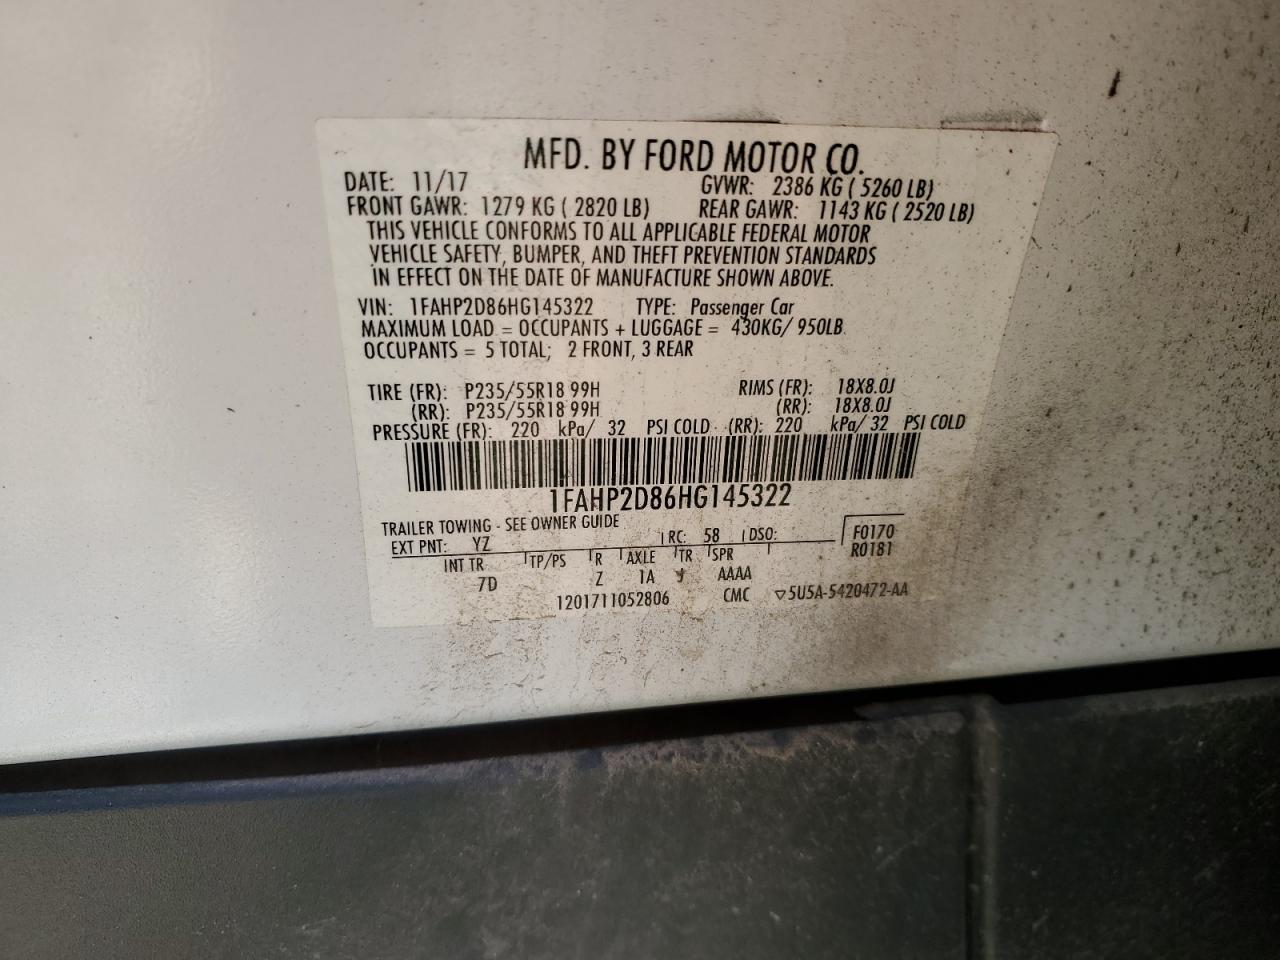 MFD. BY FORD MOTOR CO.
DATE: 11/17 GVWR: 2386 KG ( 5260 LB)
FRONT GAWR: 1279 KG ( 2820 LB) REAR GAWR: 1143 KG ( 2520 LB)
THIS VEHICLE CONFORMS TO ALL APPLICABLE FEDERAL MOTOR
VEHICLE SAFETY, BUMPER, AND THEFT PREVENTION STANDARDS
IN EFFECT ON THE DATE OF MANUFACTURE SHOWN ABOVE.
VIN: 1FAHP2D86HG145322 TYPE: Passenger Car
MAXIMUM LOAD = OCCUPANTS + LUGGAGE = 430KG/ 950LB
OCCUPANTS = 5 TOTAL; 2 FRONT, 3 REAR
TIRE (FR): P235/55R18 99H RIMS (FR): 18X8.0J
(RR): P235/55R18 99H (RR): 18X8.0J
PRESSURE (FR): 220 kPa/ 32 PSI COLD (RR): 220 kPa/ 32 PSI COLD
1FAHP2D86HG145322
TRAILER TOWING - SEE OWNER GUIDE
EXT PNT: YZ RC: 58 DSO: F0170
R0181
INT TR TP/PS R AXLE TR SPR
7D Z 1A J AAAA
1201711052806 CMC ▽5U5A-5420472-AA